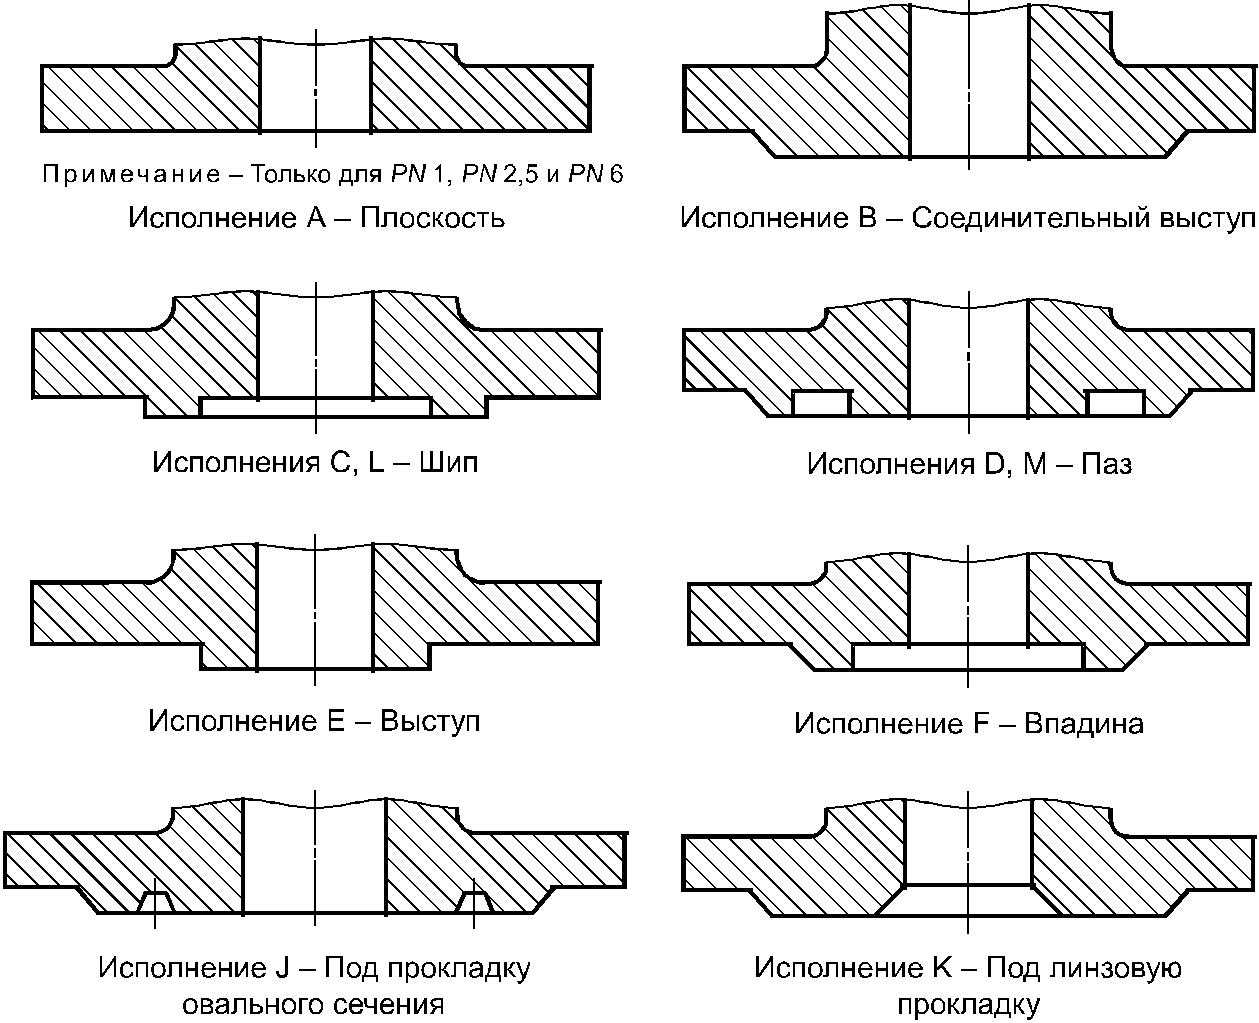 Примечание – Только для PN 1, PN 2,5 и PN 6
Исполнение А – Плоскость
Исполнение В – Соединительный выступ
Исполнения C, L – Шип
Исполнения D, M – Паз
Исполнение Е – Выступ
Исполнение F – Впадина
Исполнение J – Под прокладку
овального сечения
Исполнение К – Под линзовую
прокладку